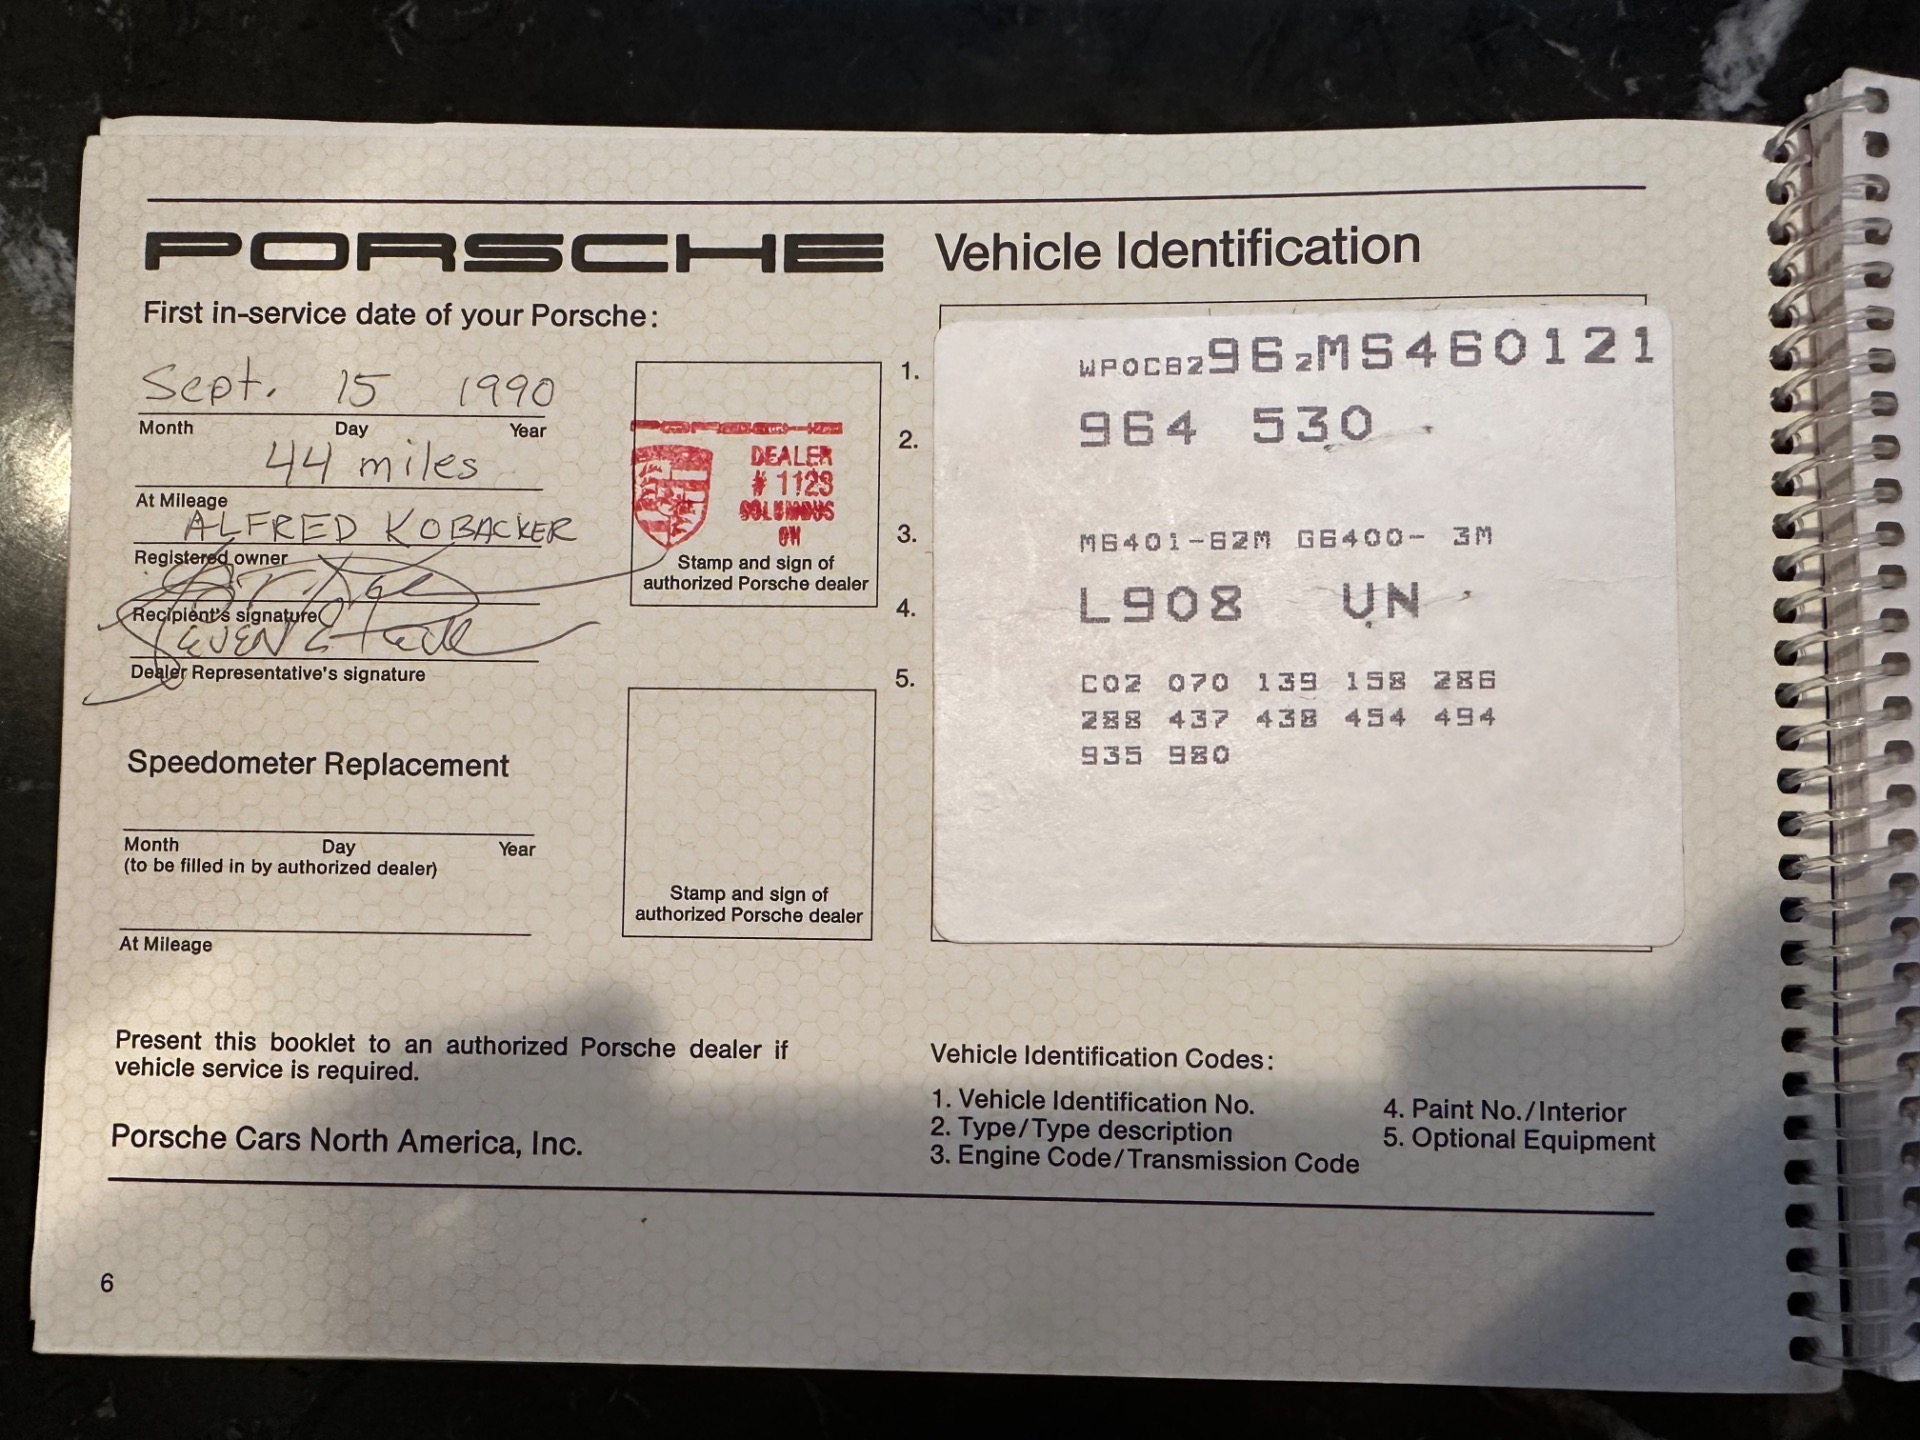 PORSCHE
First in-service date of your Porsche:
Sept. 15 1990
Month Day Year
44 miles
At Mileage
ALFRED KOBACKER
Registered owner
Recipient's signature
Dealer Representative's signature
PORSCHE
DEALER
# 1123
COLUMBUS
OH
Stamp and sign of
authorized Porsche dealer
Speedometer Replacement
Month Day Year
(to be filled in by authorized dealer)
At Mileage
Stamp and sign of
authorized Porsche dealer
Present this booklet to an authorized Porsche dealer if
vehicle service is required.
Porsche Cars North America, Inc.
6
Vehicle Identification
1. WP0CB2962MS460121
2. 964 530
3. M6401-62M G6400- 3M
4. L908 UN
5. C02 070 139 158 286
288 437 438 454 494
935 980
Vehicle Identification Codes:
1. Vehicle Identification No.
2. Type/Type description
3. Engine Code/Transmission Code
4. Paint No./Interior
5. Optional Equipment